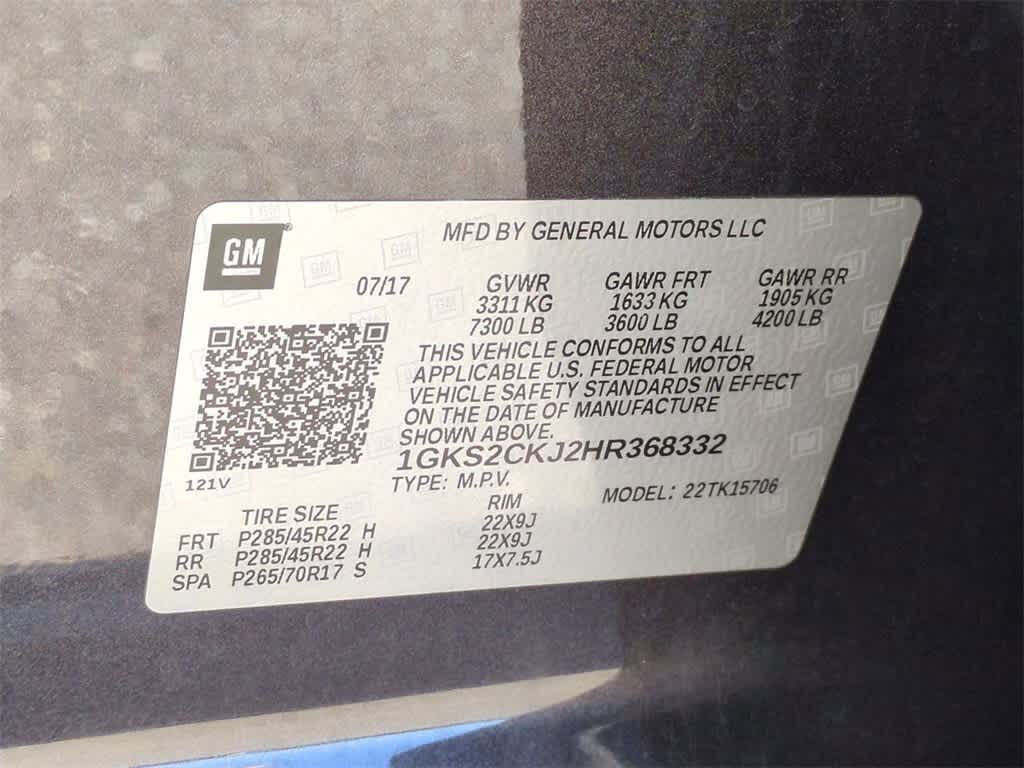 GM
MFD BY GENERAL MOTORS LLC
07/17 GVWR GAWR FRT GAWR RR
3311 KG 1633 KG 1905 KG
7300 LB 3600 LB 4200 LB
THIS VEHICLE CONFORMS TO ALL
APPLICABLE U.S. FEDERAL MOTOR
VEHICLE SAFETY STANDARDS IN EFFECT
ON THE DATE OF MANUFACTURE
SHOWN ABOVE.
1GKS2CKJ2HR368332
121V
TYPE: M.P.V. MODEL: 22TK15706
TIRE SIZE RIM
FRT P285/45R22 H 22X9J
RR P285/45R22 H 22X9J
SPA P265/70R17 S 17X7.5J